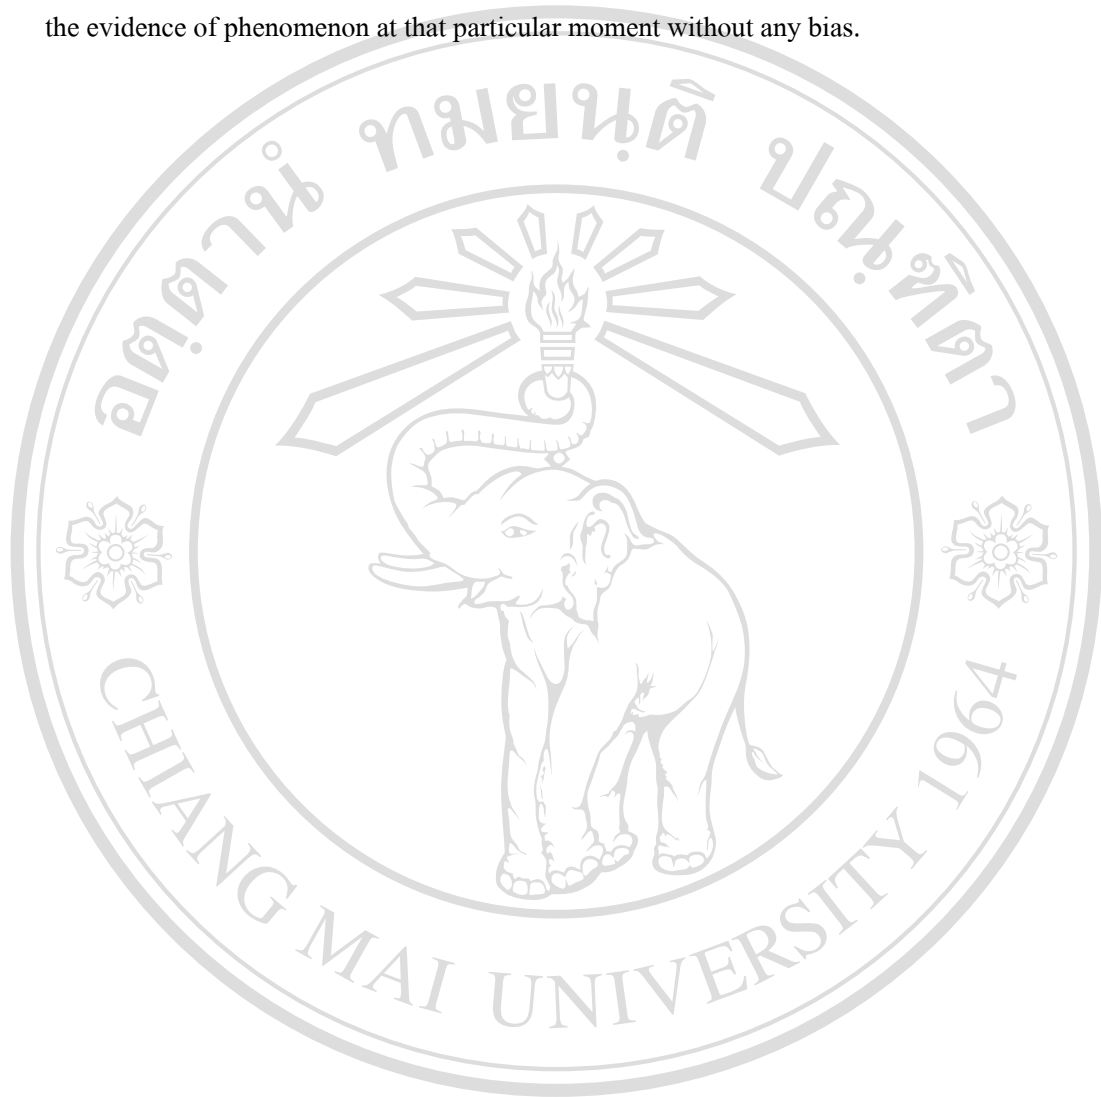 the evidence of phenomenon at that particular moment without any bias.
อตฺตานํ ทมยนฺติ ปณฺฑิตา
CHIANG MAI UNIVERSITY 1964